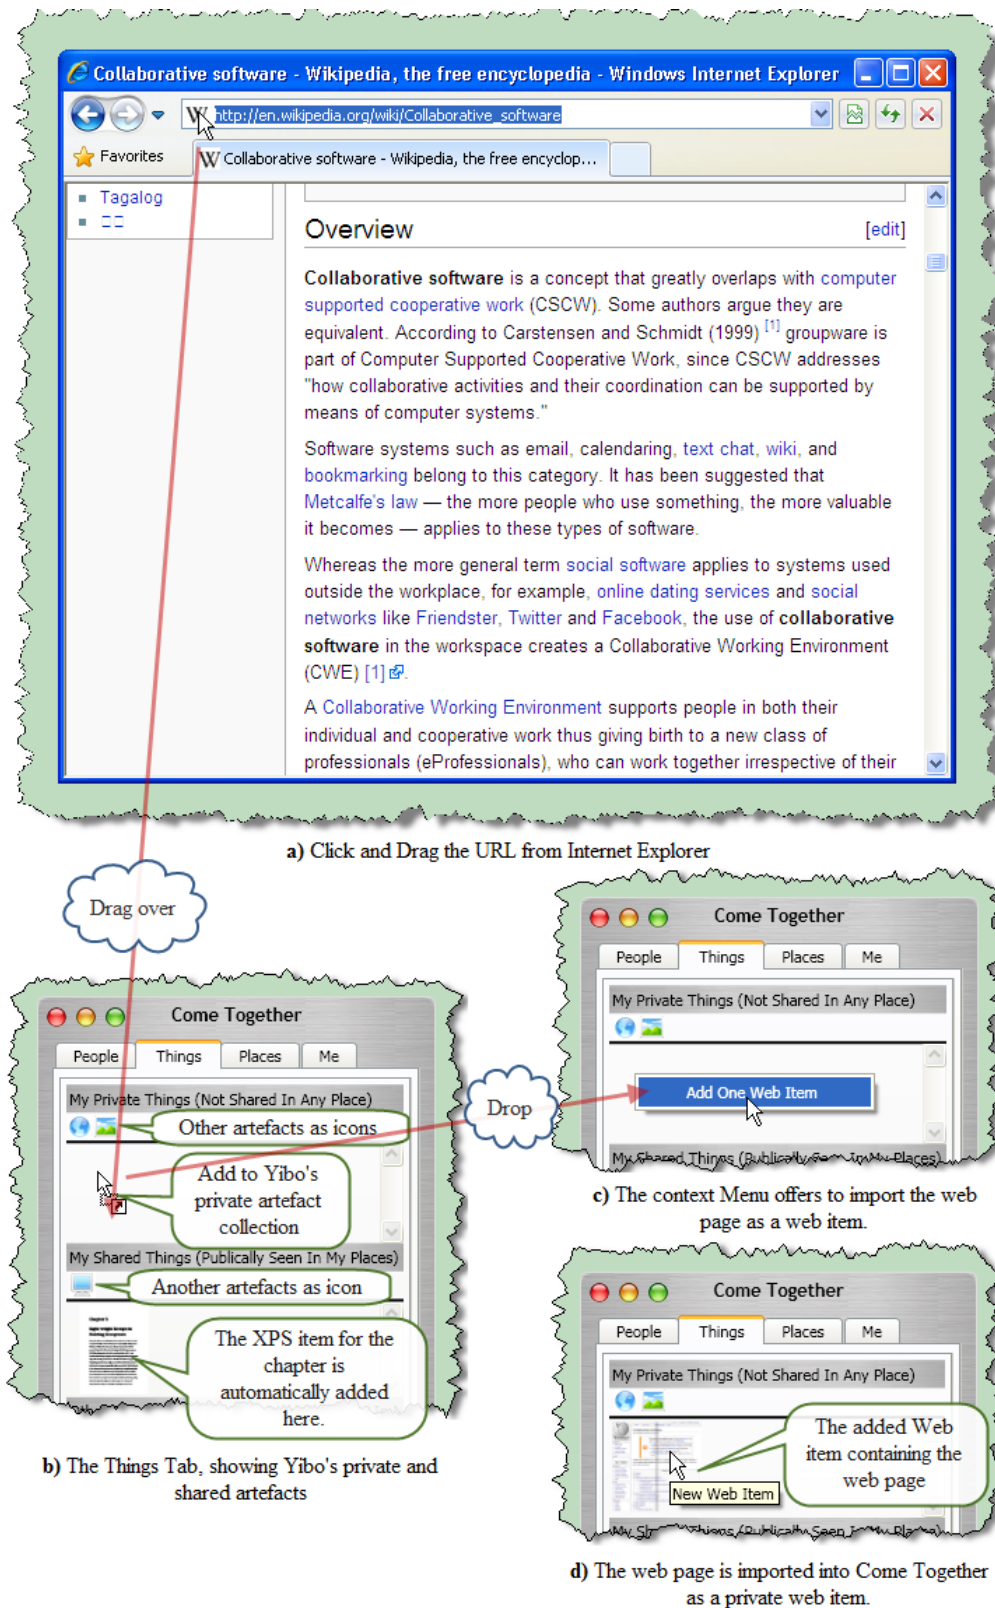 Collaborative software - Wikipedia, the free encyclopedia - Windows Internet Explorer
http://en.wikipedia.org/wiki/Collaborative_software
Favorites
Collaborative software - Wikipedia, the free encyclop...
Tagalog
Overview
[edit]
Collaborative software is a concept that greatly overlaps with computer
supported cooperative work (CSCW). Some authors argue they are
equivalent. According to Carstensen and Schmidt (1999) [1] groupware is
part of Computer Supported Cooperative Work, since CSCW addresses
"how collaborative activities and their coordination can be supported by
means of computer systems."
Software systems such as email, calendaring, text chat, wiki, and
bookmarking belong to this category. It has been suggested that
Metcalfe's law — the more people who use something, the more valuable
it becomes — applies to these types of software.
Whereas the more general term social software applies to systems used
outside the workplace, for example, online dating services and social
networks like Friendster, Twitter and Facebook, the use of collaborative
software in the workspace creates a Collaborative Working Environment
(CWE) [1].
A Collaborative Working Environment supports people in both their
individual and cooperative work thus giving birth to a new class of
professionals (eProfessionals), who can work together irrespective of their
a) Click and Drag the URL from Internet Explorer
Drag over
Come Together
People Things Places Me
My Private Things (Not Shared In Any Place)
Other artefacts as icons
Add to Yibo's
private artefact
collection
My Shared Things (Publically Seen In My Places)
Another artefacts as icon
The XPS item for the
chapter is
automatically added
here.
b) The Things Tab, showing Yibo's private and
shared artefacts
Drop
Come Together
People Things Places Me
My Private Things (Not Shared In Any Place)
Add One Web Item
My Shared Things (Publically Seen In My Places)
c) The context Menu offers to import the web
page as a web item.
Come Together
People Things Places Me
My Private Things (Not Shared In Any Place)
The added Web
item containing the
web page
New Web Item
My Shared Things (Publically Seen In My Places)
d) The web page is imported into Come Together
as a private web item.